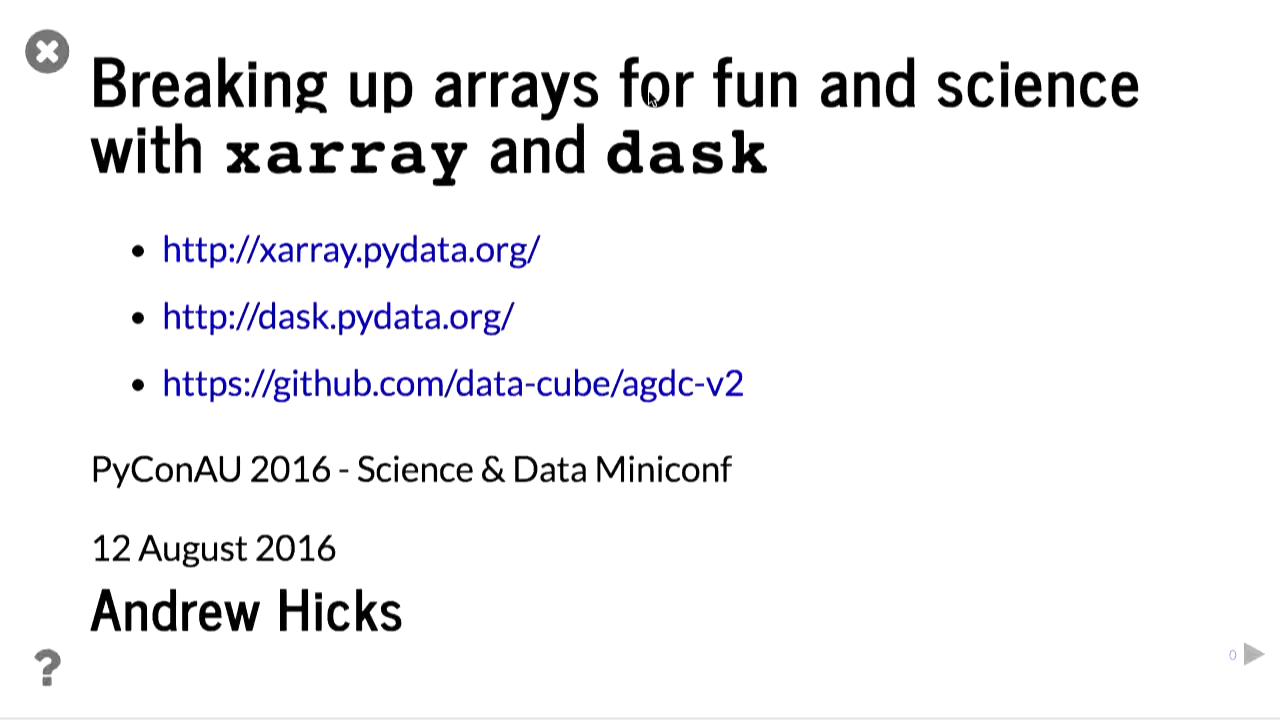 Breaking up arrays for fun and science
with xarray and dask
http://xarray.pydata.org/
http://dask.pydata.org/
https://github.com/data-cube/agdc-v2
PyConAU 2016 - Science & Data Miniconf
12 August 2016
Andrew Hicks
?
0